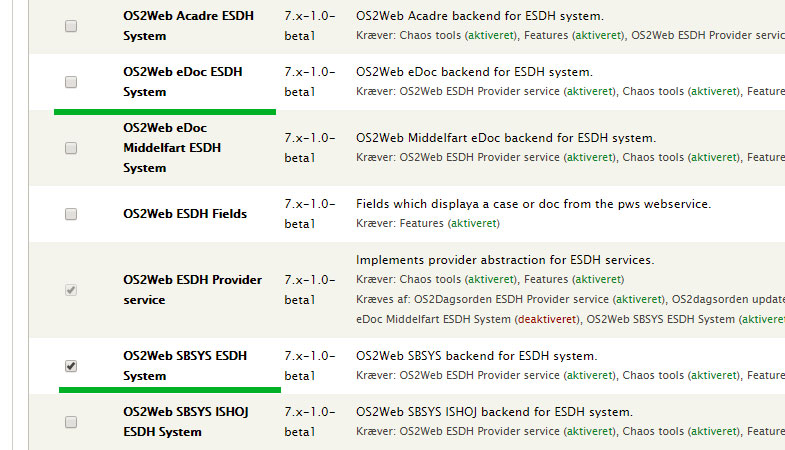 OS2Web Acadre ESDH System
7.x-1.0-beta1
OS2Web Acadre backend for ESDH system.
Kræver: Chaos tools (aktiveret), Features (aktiveret), OS2Web ESDH Provider
OS2Web eDoc ESDH System
7.x-1.0-beta1
OS2Web eDoc backend for ESDH system.
Kræver: OS2Web ESDH Provider service (aktiveret), Chaos tools (aktiveret), Feature
OS2Web eDoc Middelfart ESDH System
7.x-1.0-beta1
OS2Web Middelfart eDoc backend for ESDH system.
Kræver: OS2Web ESDH Provider service (aktiveret), Chaos tools (aktiveret), Feature
OS2Web ESDH Fields
7.x-1.0-beta1
Fields which displaya a case or doc from the pws webservice.
Kræver: Features (aktiveret)
OS2Web ESDH Provider service
7.x-1.0-beta1
Implements provider abstraction for ESDH services.
Kræver: Chaos tools (aktiveret), Features (aktiveret)
Kræves af: OS2Dagsorden ESDH Provider service (aktiveret), OS2dagsorden update
eDoc Middelfart ESDH System (deaktiveret), OS2Web SBSYS ESDH System (aktiveret
OS2Web SBSYS ESDH System
7.x-1.0-beta1
OS2Web SBSYS backend for ESDH system.
Kræver: OS2Web ESDH Provider service (aktiveret), Chaos tools (aktiveret), Feature
OS2Web SBSYS ISHOJ ESDH System
7.x-1.0-beta1
OS2Web SBSYS ISHOJ backend for ESDH system.
Kræver: OS2Web ESDH Provider service (aktiveret), Chaos tools (aktiveret), Feature